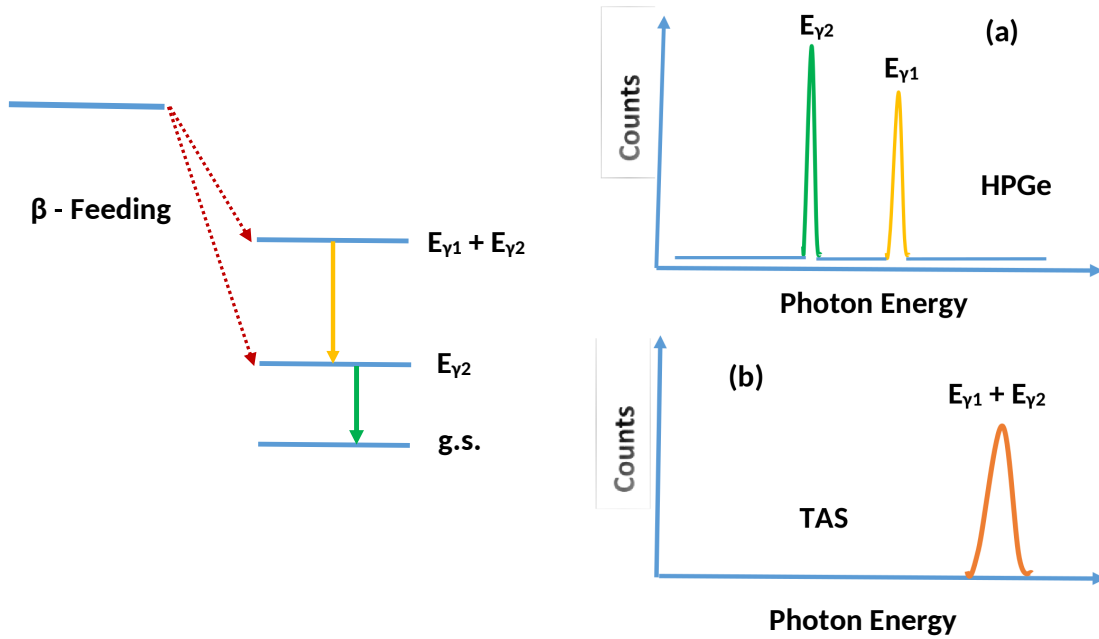 β - Feeding
Eγ1 + Eγ2
Eγ2
g.s.
Eγ2
(a)
Eγ1
Counts
HPGe
Photon Energy
(b)
Eγ1 + Eγ2
Counts
TAS
Photon Energy